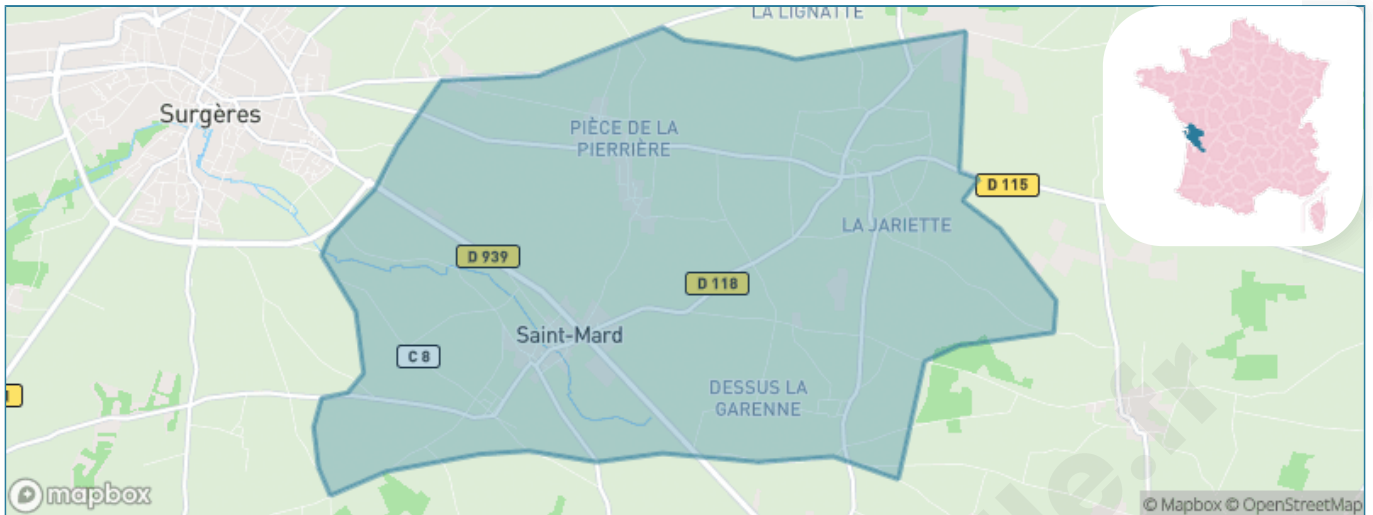 LA LIGNATTE
Surgères
PIÈCE DE LA
PIERRIÈRE
D 115
LA JARIETTE
D 939
D 118
Saint-Mard
C 8
DESSUS LA
GARENNE
mapbox
© Mapbox © OpenStreetMap